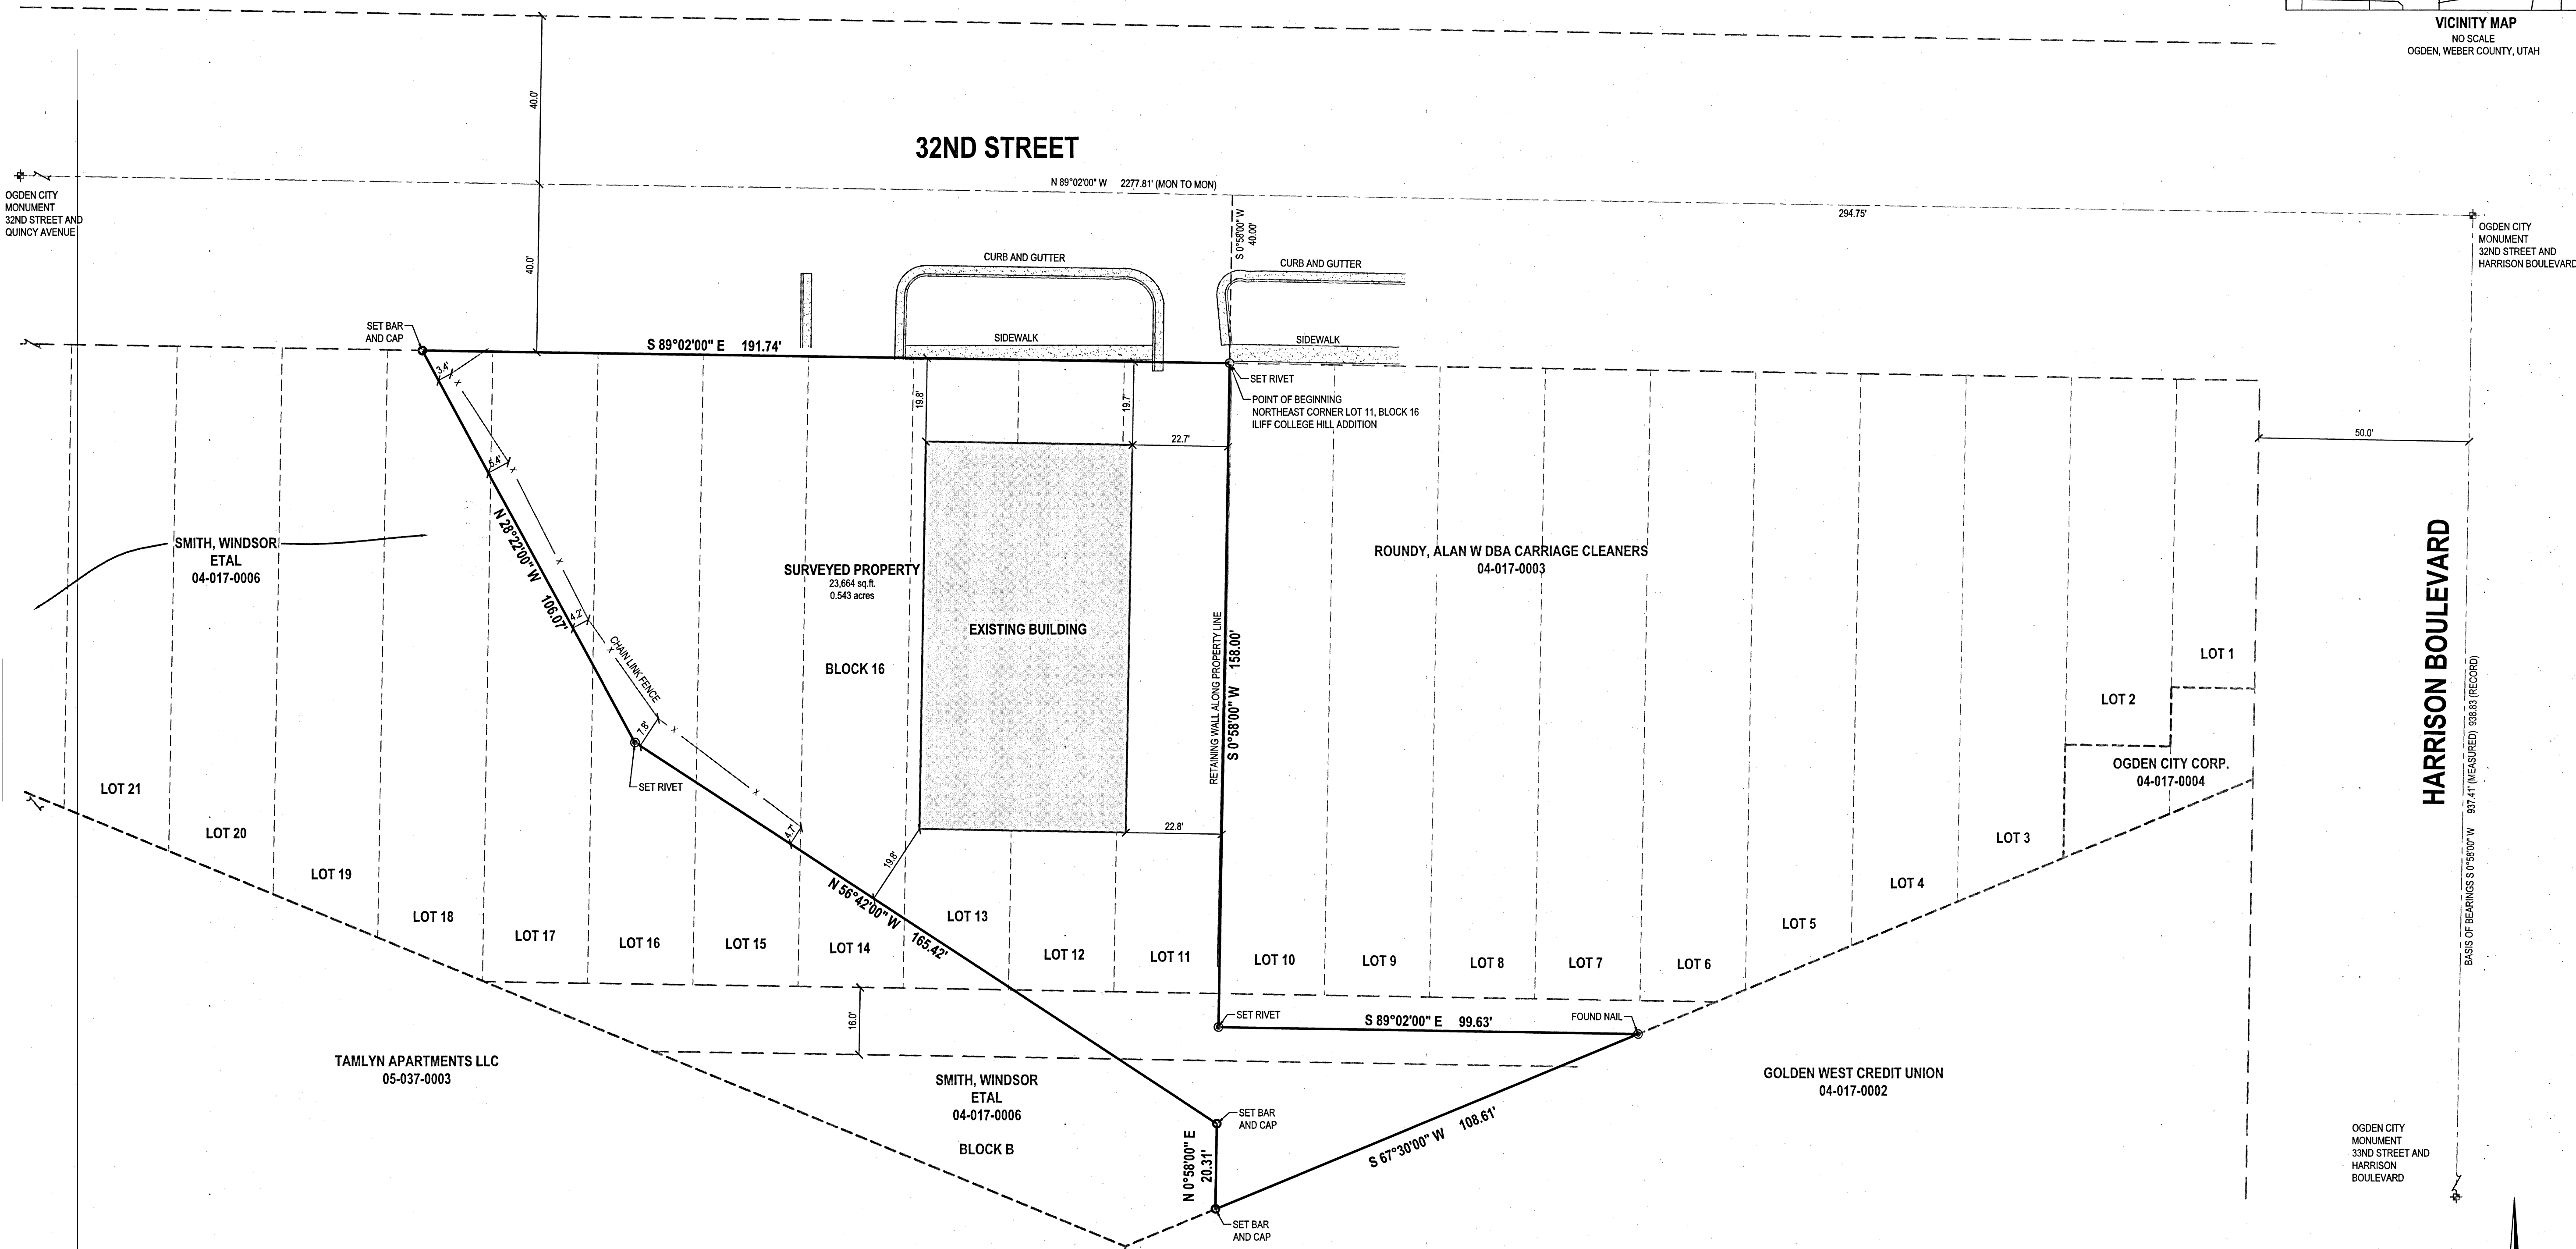 VICINITY MAP
NO SCALE
OGDEN, WEBER COUNTY, UTAH
40.0'
32ND STREET
N 89°02'00" W 2277.81' (MON TO MON)
OGDEN CITY
MONUMENT
32ND STREET AND
QUINCY AVENUE
S 0°58'00" W
40.00'
294.75'
OGDEN CITY
MONUMENT
32ND STREET AND
HARRISON BOULEVARD
40.0'
CURB AND GUTTER
CURB AND GUTTER
SET BAR
AND CAP
S 89°02'00" E 191.74'
SIDEWALK
SIDEWALK
3.4'
SET RIVET
POINT OF BEGINNING
NORTHEAST CORNER LOT 11, BLOCK 16
ILIFF COLLEGE HILL ADDITION
19.8'
19.7'
22.7'
50.0'
5.4'
N 28°22'00" W 106.07'
SMITH, WINDSOR
ETAL
04-017-0006
SURVEYED PROPERTY
23,664 sq.ft.
0.543 acres
ROUNDY, ALAN W DBA CARRIAGE CLEANERS
04-017-0003
HARRISON BOULEVARD
4.2'
CHAIN LINK FENCE
EXISTING BUILDING
BLOCK 16
RETAINING WALL ALONG PROPERTY LINE
S 0°58'00" W 158.00'
LOT 1
LOT 2
OGDEN CITY CORP.
04-017-0004
BASIS OF BEARINGS S 0°58'00" W 937.41' (MEASURED) 938.83 (RECORD)
7.8'
SET RIVET
4.7'
22.8'
19.8'
N 56°42'00" W 165.42'
LOT 21
LOT 20
LOT 19
LOT 18
LOT 17
LOT 16
LOT 15
LOT 14
LOT 13
LOT 12
LOT 11
LOT 10
LOT 9
LOT 8
LOT 7
LOT 6
LOT 5
LOT 4
LOT 3
16.0'
SET RIVET
S 89°02'00" E 99.63'
FOUND NAIL
TAMLYN APARTMENTS LLC
05-037-0003
SMITH, WINDSOR
ETAL
04-017-0006
BLOCK B
GOLDEN WEST CREDIT UNION
04-017-0002
SET BAR
AND CAP
N 0°58'00" E
20.31'
S 67°30'00" W 108.61'
SET BAR
AND CAP
OGDEN CITY
MONUMENT
33ND STREET AND
HARRISON
BOULEVARD